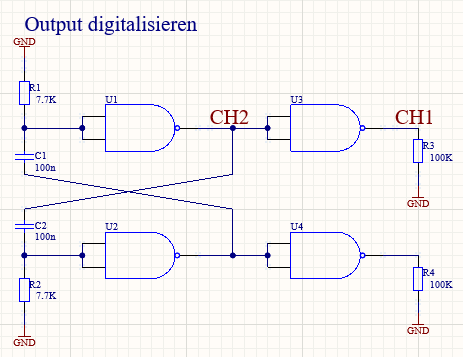 Output digitalisieren
GND
R1
7.7K
U1
CH2
U3
CH1
C1
100n
R3
100K
GND
C2
100n
U2
U4
R2
7.7K
R4
100K
GND
GND